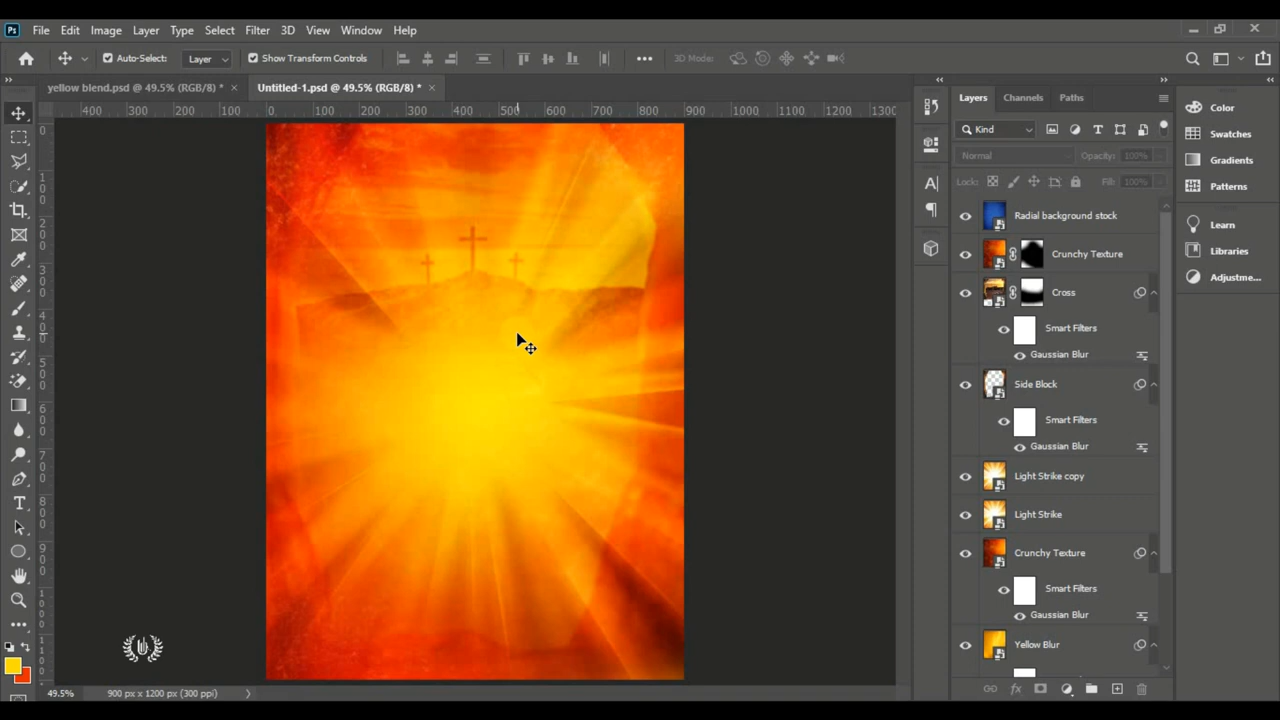 Ps File Edit Image Layer Type Select Filter 3D View Window Help
Auto-Select: Layer Show Transform Controls 3D Mode:
yellow blend.psd @ 49.5% (RGB/8) * Untitled-1.psd @ 49.5% (RGB/8) *
400 300 200 100 0 100 200 300 400 500 600 700 800 900 1000 1100 1200 1300
Layers Channels Paths
Kind
Normal Opacity: 100%
Lock: Fill: 100%
Radial background stock
Crunchy Texture
Cross
Smart Filters
Gaussian Blur
Side Block
Smart Filters
Gaussian Blur
Light Strike copy
Light Strike
Crunchy Texture
Smart Filters
Gaussian Blur
Yellow Blur
Color
Swatches
Gradients
Patterns
Learn
Libraries
Adjustme...
49.5% 900 px x 1200 px (300 ppi)